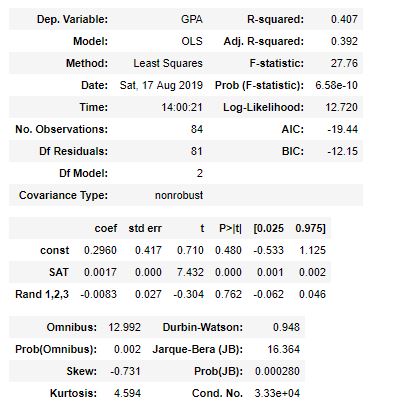 Dep. Variable: GPA R-squared: 0.407
Model: OLS Adj. R-squared: 0.392
Method: Least Squares F-statistic: 27.76
Date: Sat, 17 Aug 2019 Prob (F-statistic): 6.58e-10
Time: 14:00:21 Log-Likelihood: 12.720
No. Observations: 84 AIC: -19.44
Df Residuals: 81 BIC: -12.15
Df Model: 2
Covariance Type: nonrobust
coef std err t P>|t| [0.025 0.975]
const 0.2960 0.417 0.710 0.480 -0.533 1.125
SAT 0.0017 0.000 7.432 0.000 0.001 0.002
Rand 1,2,3 -0.0083 0.027 -0.304 0.762 -0.062 0.046
Omnibus: 12.992 Durbin-Watson: 0.948
Prob(Omnibus): 0.002 Jarque-Bera (JB): 16.364
Skew: -0.731 Prob(JB): 0.000280
Kurtosis: 4.594 Cond. No. 3.33e+04